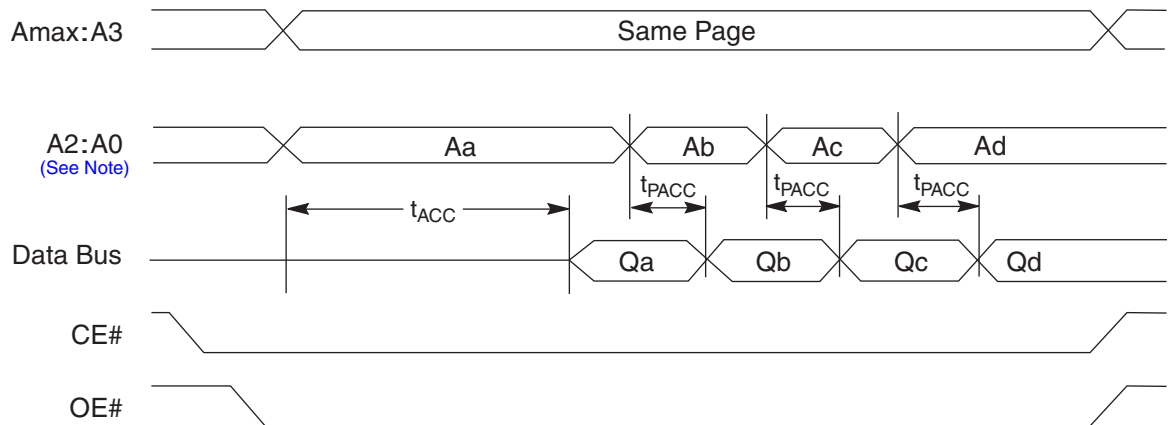 Amax:A3
Same Page
A2:A0
(See Note)
Aa
Ab
Ac
Ad
tACC
tPACC
tPACC
tPACC
Data Bus
Qa
Qb
Qc
Qd
CE#
OE#